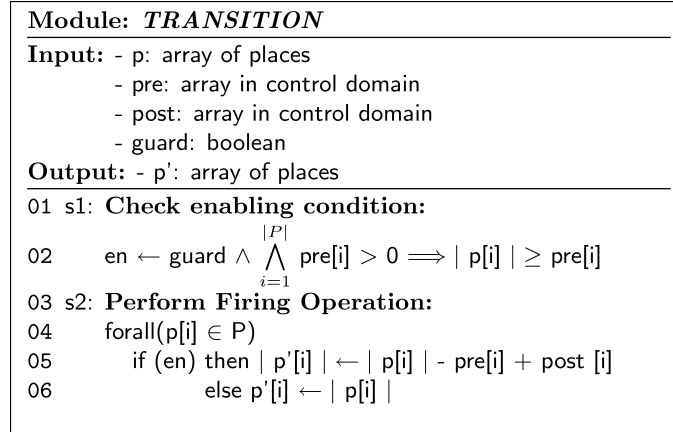 Module: TRANSITION
Input: - p: array of places
- pre: array in control domain
- post: array in control domain
- guard: boolean
Output: - p': array of places
01 s1: Check enabling condition:
02 en ← guard ∧ ⋀_{i=1}^{|P|} pre[i] > 0 ⟹ | p[i] | ≥ pre[i]
03 s2: Perform Firing Operation:
04 forall(p[i] ∈ P)
05 if (en) then | p'[i] | ← | p[i] | - pre[i] + post [i]
06 else p'[i] ← | p[i] |